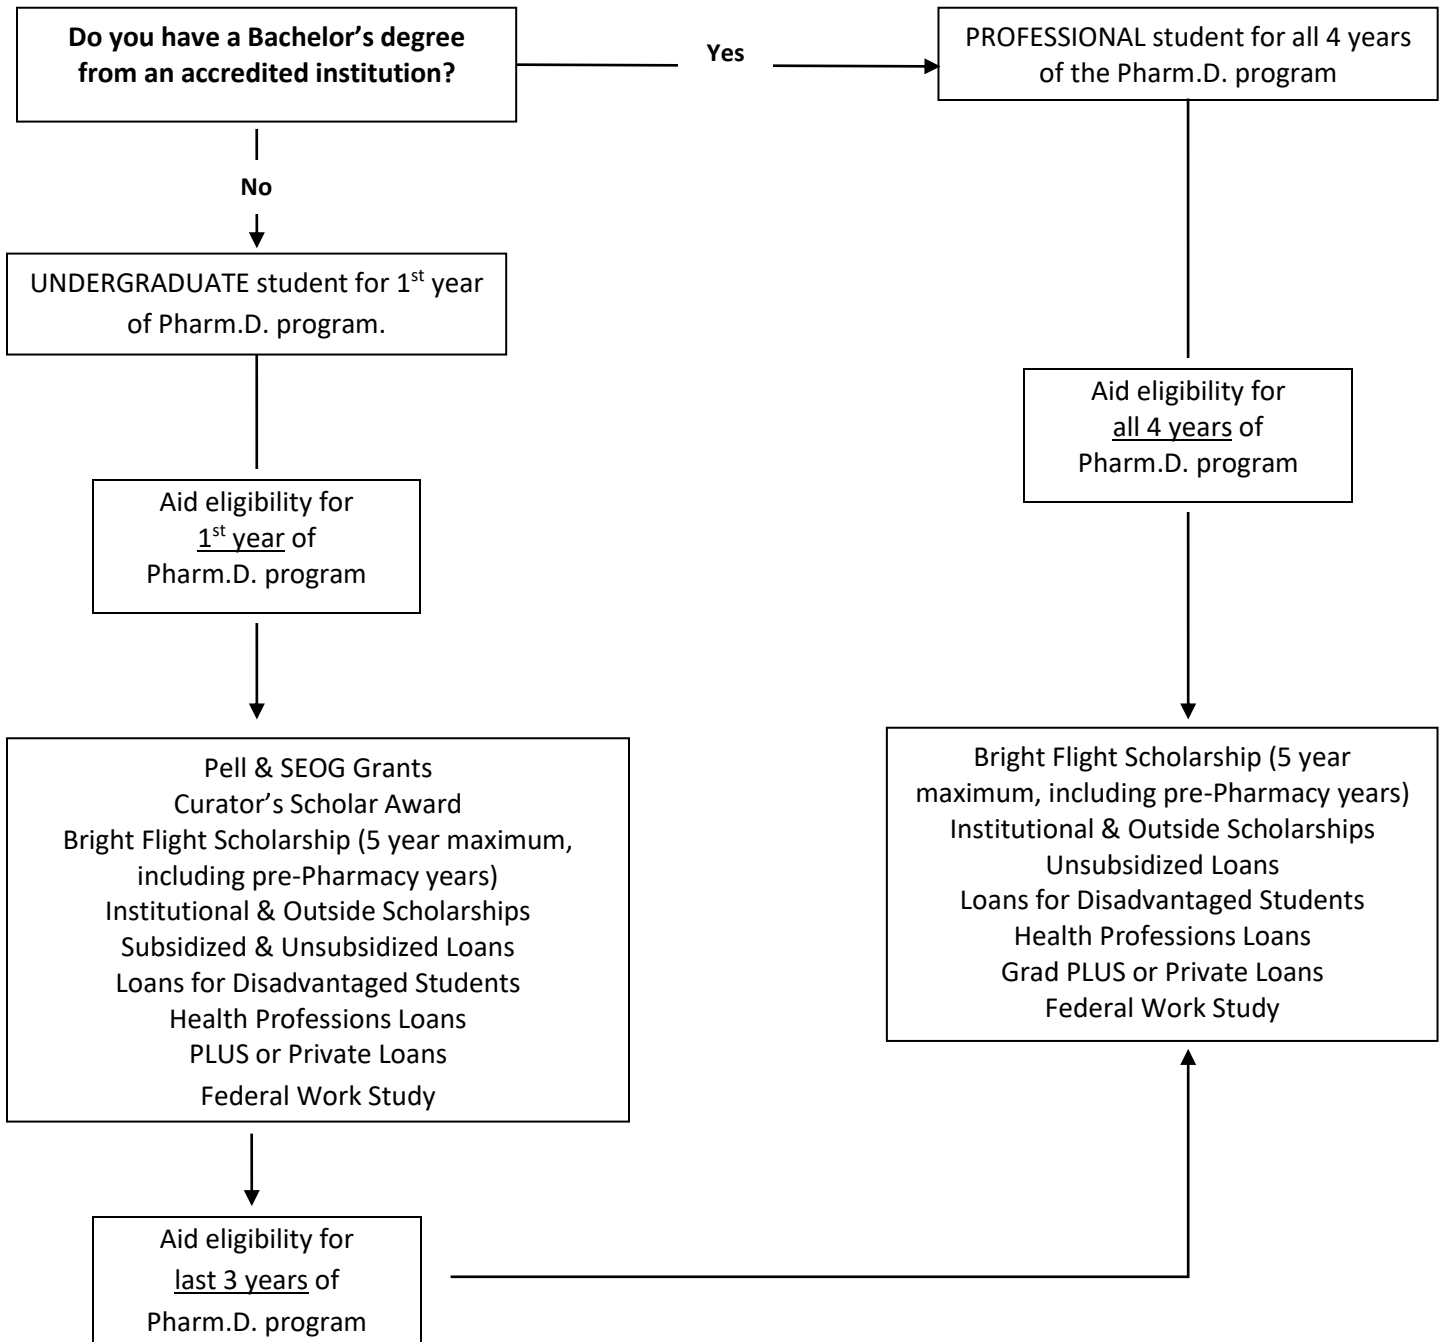 Do you have a Bachelor’s degree
from an accredited institution?
Yes
PROFESSIONAL student for all 4 years
of the Pharm.D. program
No
UNDERGRADUATE student for 1st year
of Pharm.D. program.
Aid eligibility for
all 4 years of
Pharm.D. program
Aid eligibility for
1st year of
Pharm.D. program
Pell & SEOG Grants
Curator’s Scholar Award
Bright Flight Scholarship (5 year maximum,
including pre-Pharmacy years)
Institutional & Outside Scholarships
Subsidized & Unsubsidized Loans
Loans for Disadvantaged Students
Health Professions Loans
PLUS or Private Loans
Federal Work Study
Bright Flight Scholarship (5 year
maximum, including pre-Pharmacy years)
Institutional & Outside Scholarships
Unsubsidized Loans
Loans for Disadvantaged Students
Health Professions Loans
Grad PLUS or Private Loans
Federal Work Study
Aid eligibility for
last 3 years of
Pharm.D. program